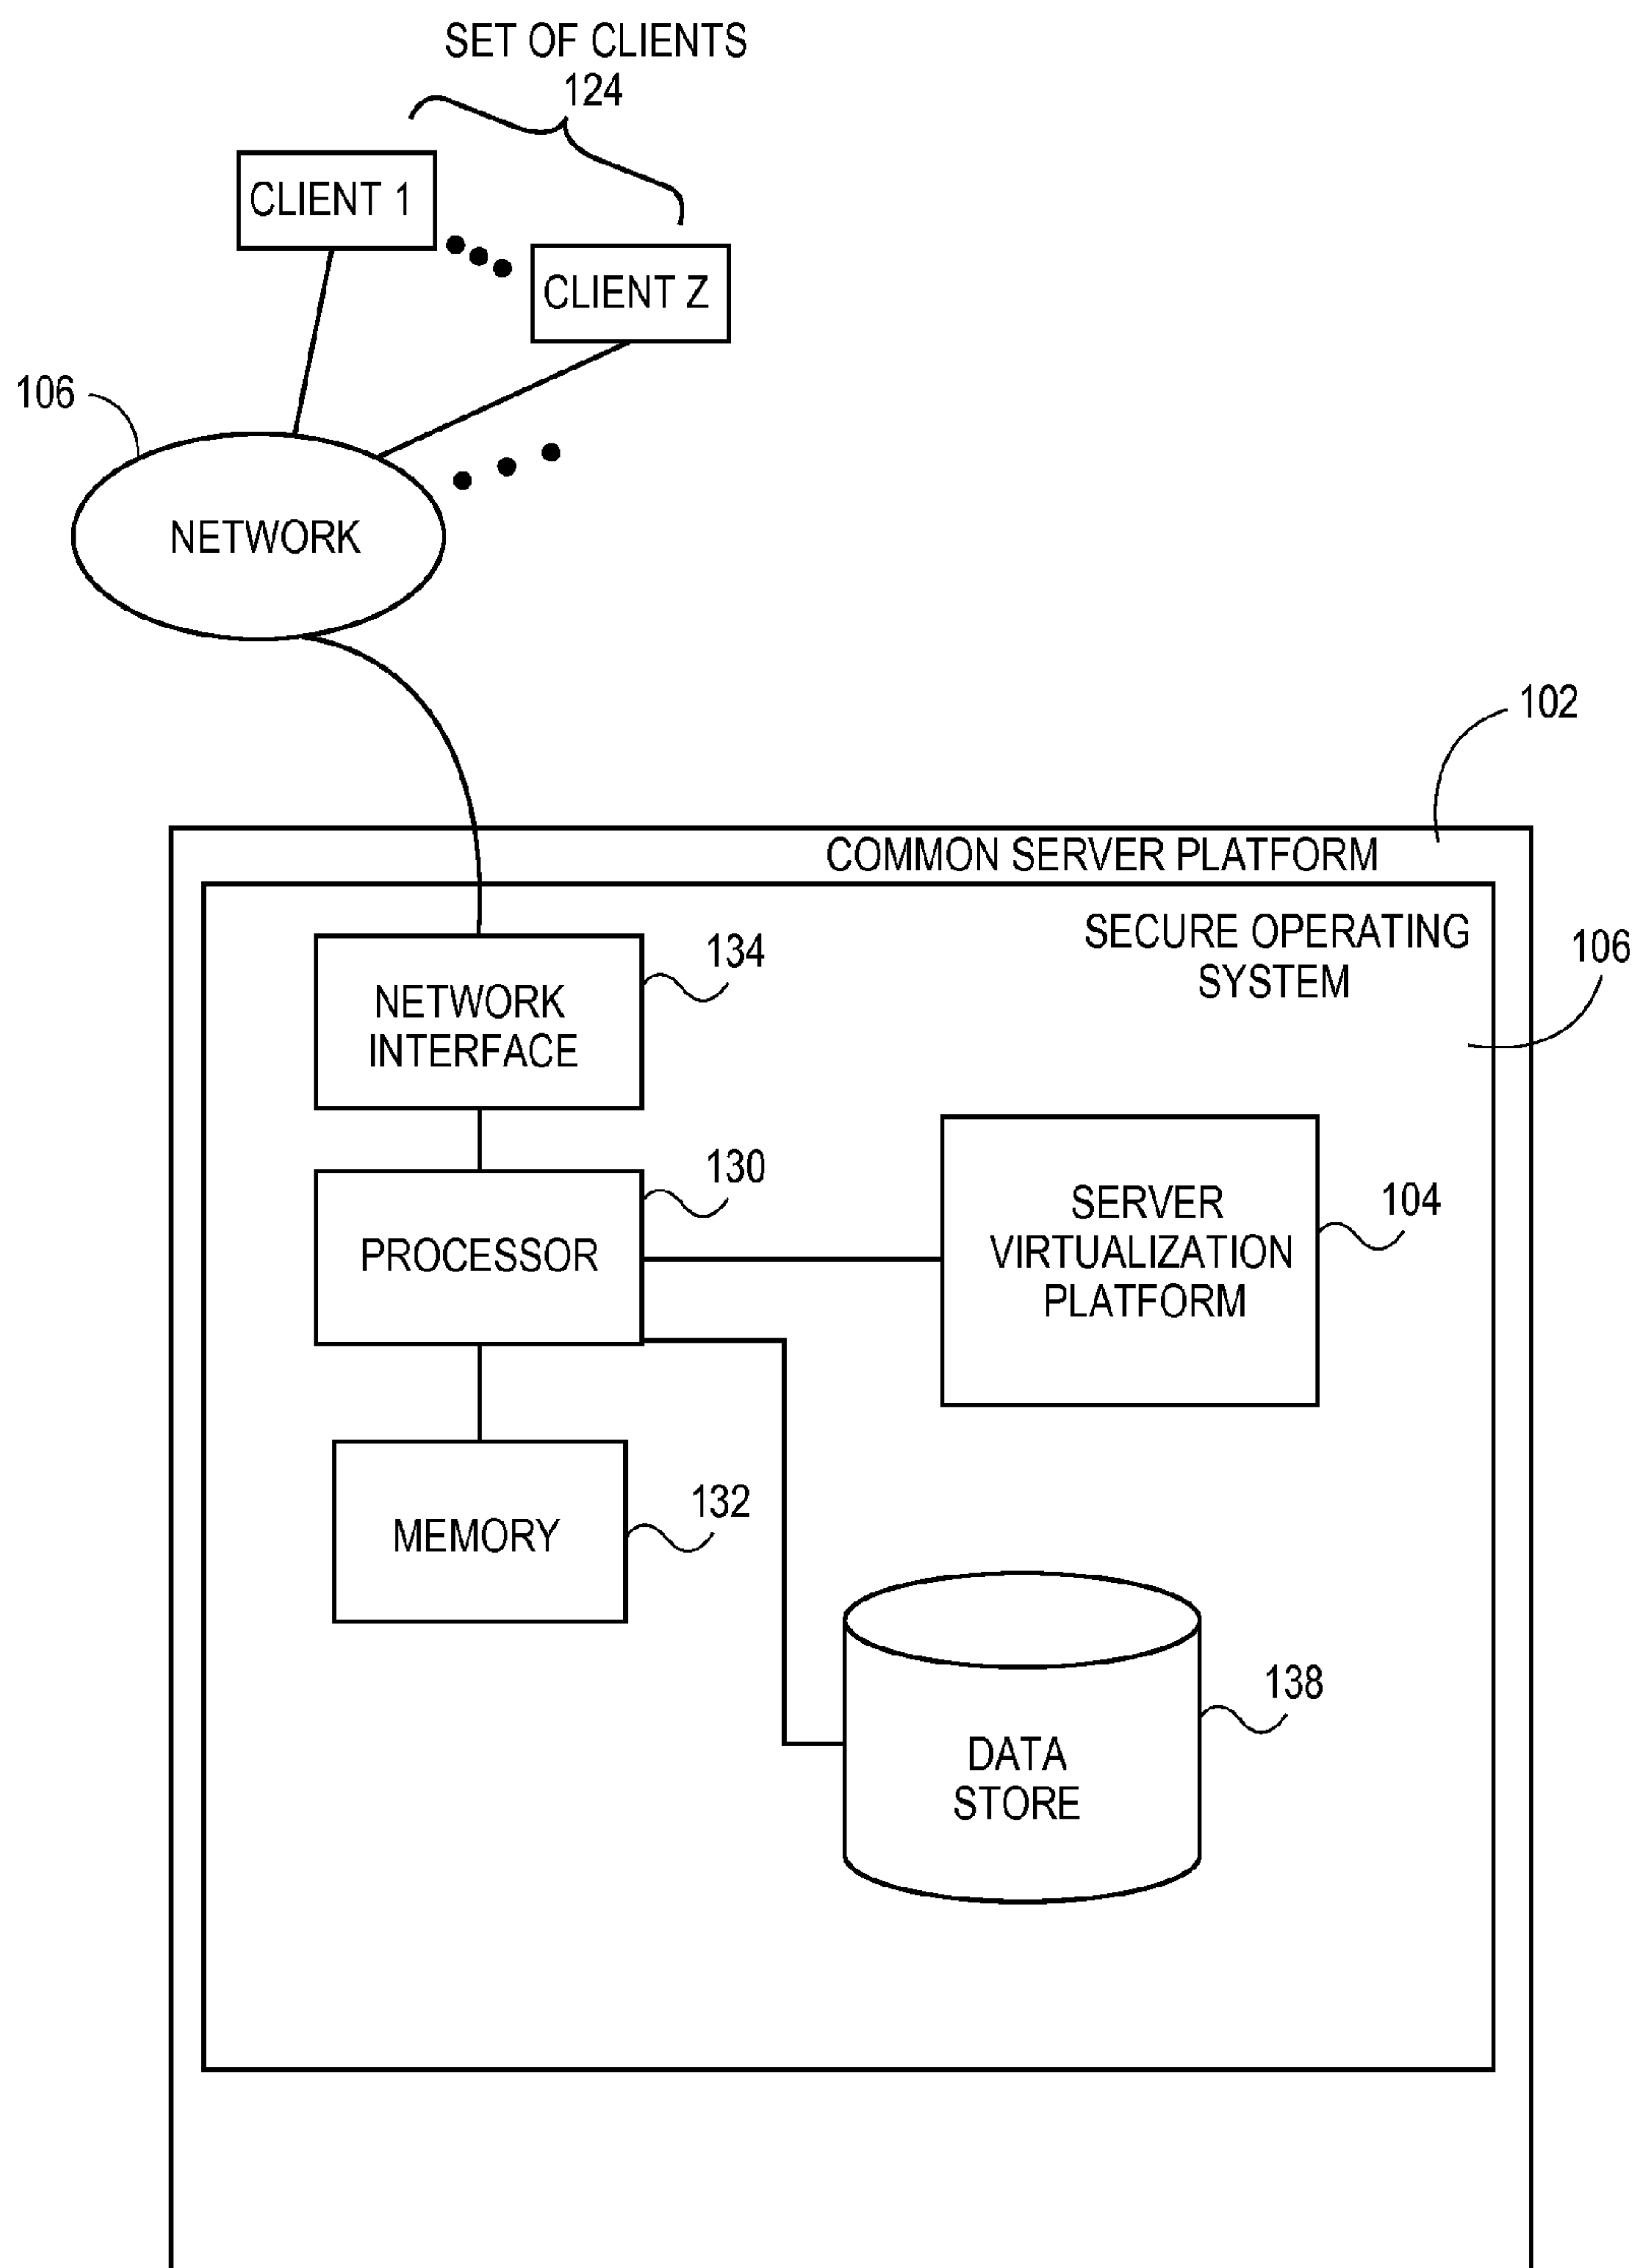 SET OF CLIENTS
124
CLIENT 1
CLIENT Z
106
NETWORK
102
COMMON SERVER PLATFORM
SECURE OPERATING
SYSTEM
106
134
NETWORK
INTERFACE
130
PROCESSOR
SERVER
VIRTUALIZATION
PLATFORM
104
132
MEMORY
138
DATA
STORE